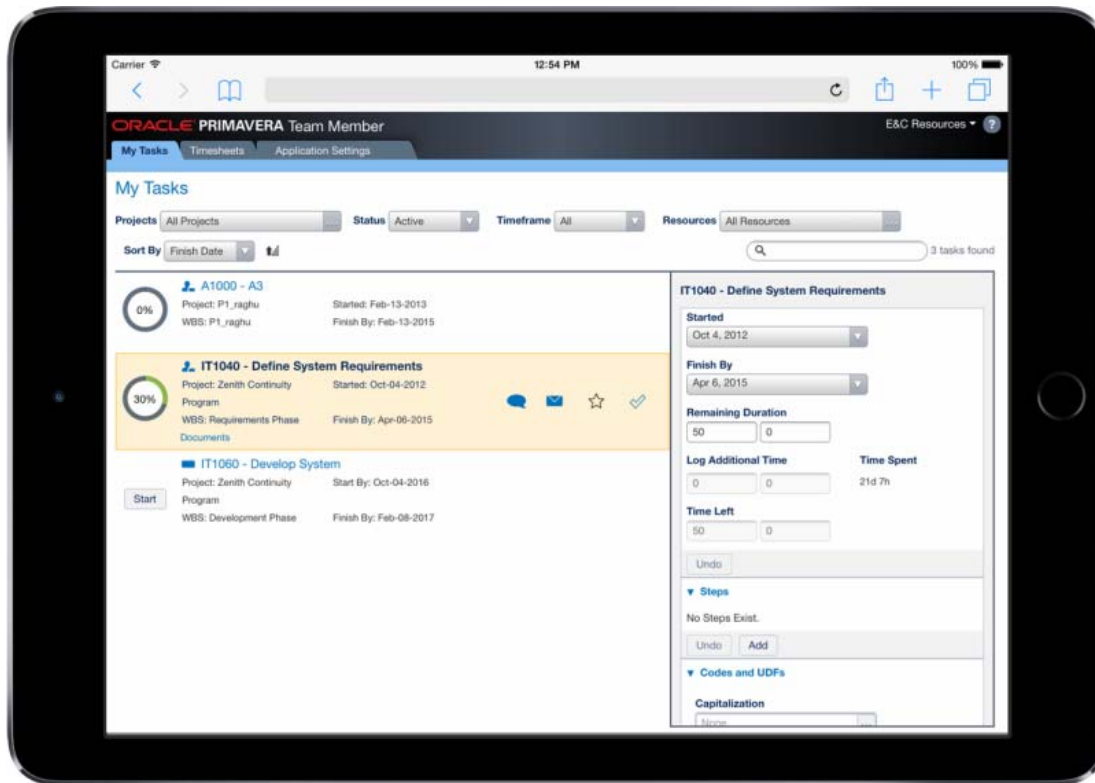 Carrier 12:54 PM 100%
ORACLE PRIMAVERA Team Member E&C Resources ?
My Tasks Timesheets Application Settings
My Tasks
Projects All Projects ... Status Active Timeframe All Resources All Resources ...
Sort By Finish Date 3 tasks found
A1000 - A3
0%
Project: P1_raghu Started: Feb-13-2013
WBS: P1_raghu Finish By: Feb-13-2015
IT1040 - Define System Requirements
30%
Project: Zenith Continuity Started: Oct-04-2012
Program
WBS: Requirements Phase Finish By: Apr-06-2015
Documents
IT1060 - Develop System
Start
Project: Zenith Continuity Start By: Oct-04-2016
Program
WBS: Development Phase Finish By: Feb-08-2017
IT1040 - Define System Requirements
Started
Oct 4, 2012
Finish By
Apr 6, 2015
Remaining Duration
50 0
Log Additional Time Time Spent
0 0 21d 7h
Time Left
50 0
Undo
Steps
No Steps Exist.
Undo Add
Codes and UDFs
Capitalization
None ...